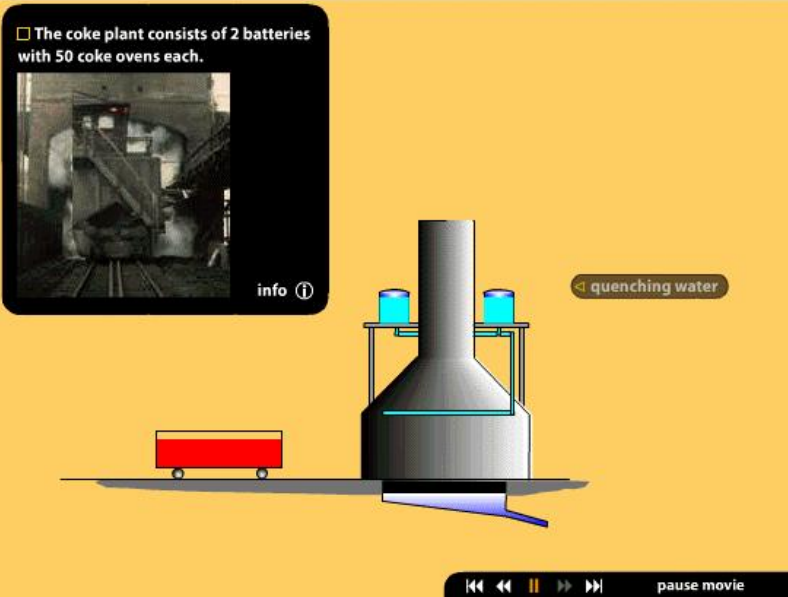 The coke plant consists of 2 batteries
with 50 coke ovens each.
info
quenching water
pause movie